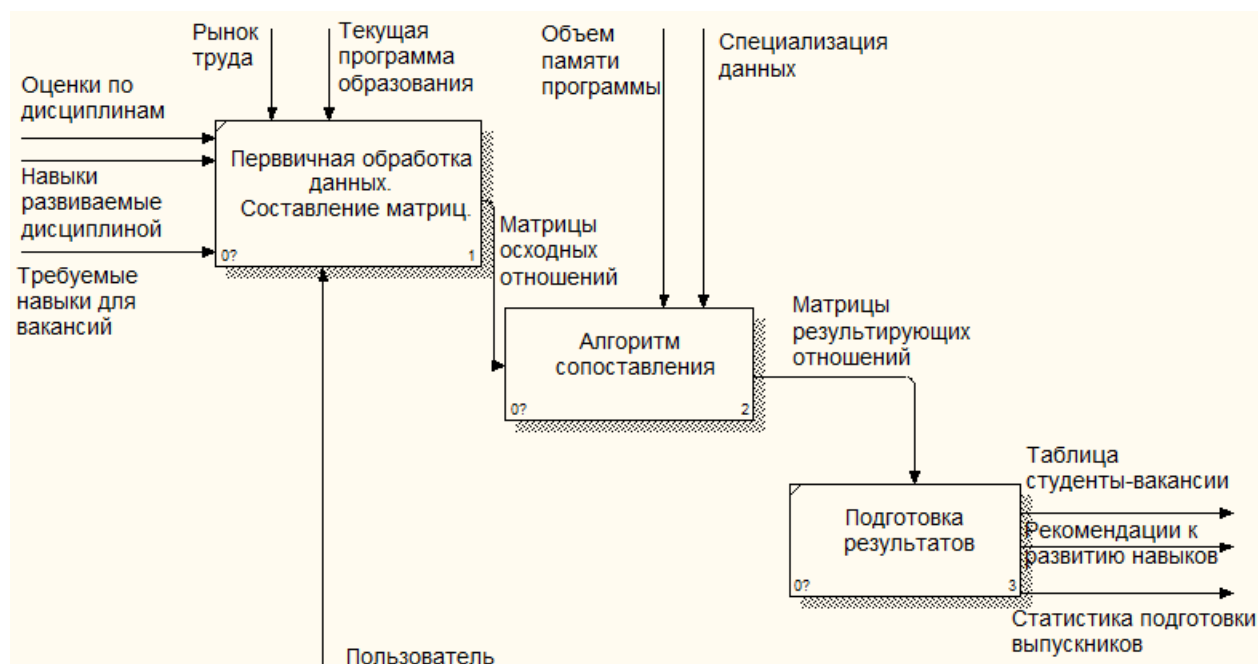 Рынок
труда
Текущая
программа
образования
Объем
памяти
программы
Специализация
данных
Оценки по
дисциплинам
Навыки
развиваемые
дисциплиной
Требуемые
навыки для
вакансий
Перввичная обработка
данных.
Составление матриц.
0?
1
Матрицы
осходных
отношений
Алгоритм
сопоставления
0?
2
Матрицы
результирующих
отношений
Подготовка
результатов
0?
3
Таблица
студенты-вакансии
Рекомендации к
развитию навыков
Статистика подготовки
выпускников
Пользователь